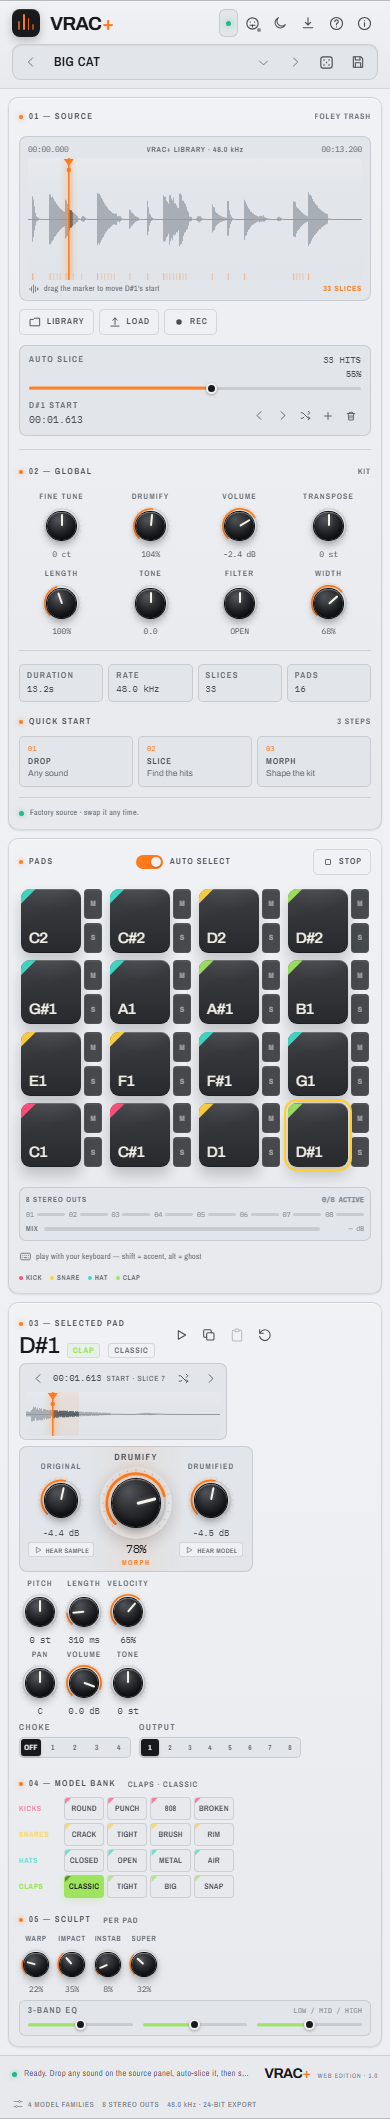 VRAC+
BIG CAT
01 — SOURCE
FOLEY TRASH
00:00.000
VRAC+ LIBRARY · 48.0 kHz
00:13.200
drag the marker to move D#1's start
33 SLICES
LIBRARY
LOAD
REC
AUTO SLICE
33 HITS
55%
D#1 START
00:01.613
02 — GLOBAL
KIT
FINE TUNE DRUMIFY VOLUME TRANSPOSE
0 ct 104% -2.4 dB 0 st
LENGTH TONE FILTER WIDTH
100% 0.0 OPEN 68%
DURATION RATE SLICES PADS
13.2s 48.0 kHz 33 16
QUICK START
3 STEPS
01 02 03
DROP SLICE MORPH
Any sound Find the hits Shape the kit
Factory source · swap it any time.
PADS
AUTO SELECT
STOP
M M M M
C2 S C#2 S D2 S D#2 S
M M M M
G#1 S A1 S A#1 S B1 S
M M M M
E1 S F1 S F#1 S G1 S
M M M M
C1 S C#1 S D1 S D#1 S
8 STEREO OUTS
0/8 ACTIVE
01 02 03 04 05 06 07 08
MIX
— dB
play with your keyboard — shift = accent, alt = ghost
KICK SNARE HAT CLAP
03 — SELECTED PAD
D#1 CLAP CLASSIC
00:01.613 START · SLICE 7
DRUMIFY
ORIGINAL DRUMIFIED
-4.4 dB -4.5 dB
78%
HEAR SAMPLE HEAR MODEL
MORPH
PITCH LENGTH VELOCITY
0 st 310 ms 65%
PAN VOLUME TONE
C 0.0 dB 0 st
CHOKE OUTPUT
OFF 1 2 3 4 1 2 3 4 5 6 7 8
04 — MODEL BANK CLAPS · CLASSIC
KICKS ROUND PUNCH 808 BROKEN
SNARES CRACK TIGHT BRUSH RIM
HATS CLOSED OPEN METAL AIR
CLAPS CLASSIC TIGHT BIG SNAP
05 — SCULPT PER PAD
WARP IMPACT INSTAB SUPER
22% 35% 8% 32%
3-BAND EQ
LOW / MID / HIGH
Ready. Drop any sound on the source panel, auto-slice it, then s...
VRAC+ WEB EDITION · 1.0
4 MODEL FAMILIES 8 STEREO OUTS 48.0 kHz · 24-BIT EXPORT